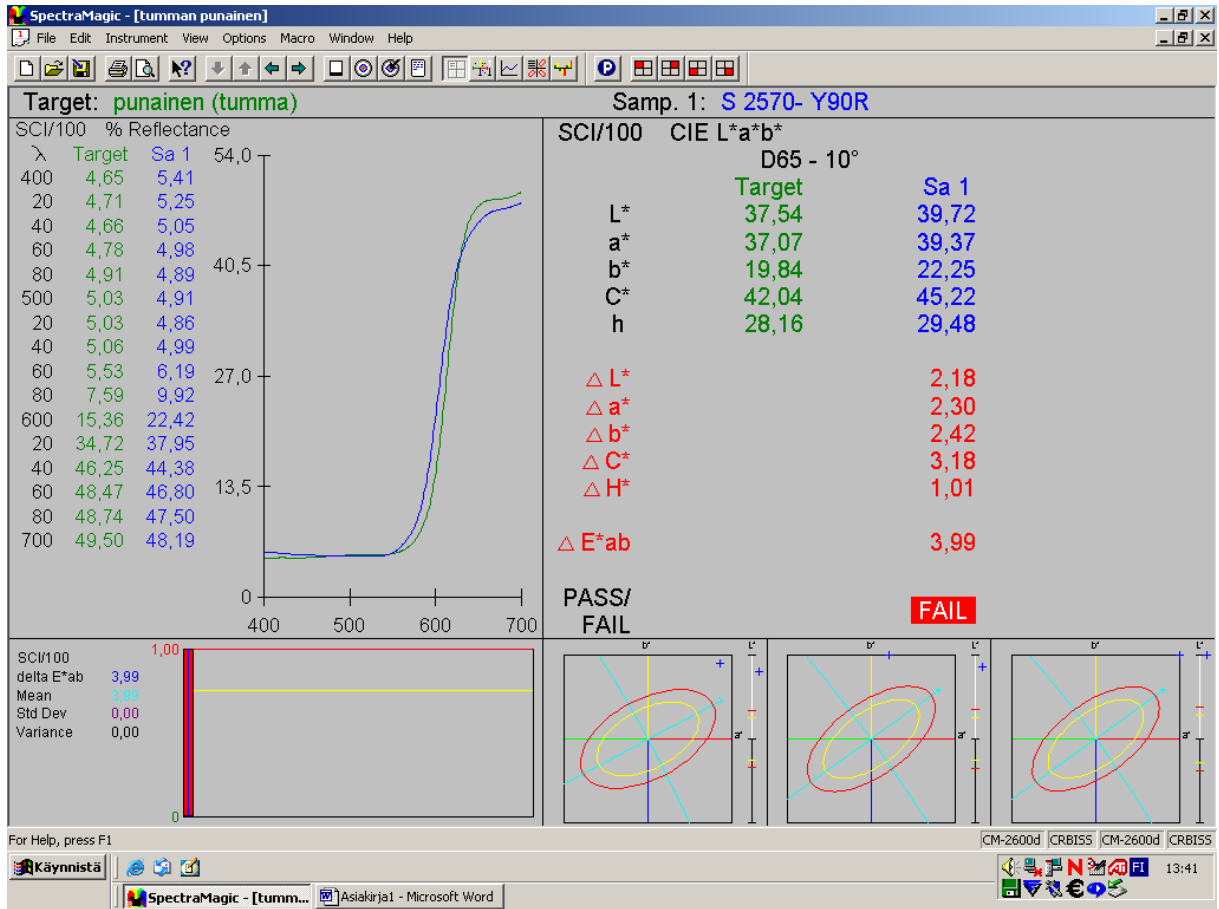 SpectraMagic - [tumman punainen]
File Edit Instrument View Options Macro Window Help
Target: punainen (tumma)
Samp. 1: S 2570- Y90R
SCI/100 % Reflectance
λ Target Sa 1
400 4,65 5,41
20 4,71 5,25
40 4,66 5,05
60 4,78 4,98
80 4,91 4,89
500 5,03 4,91
20 5,03 4,86
40 5,06 4,99
60 5,53 6,19
80 7,59 9,92
600 15,36 22,42
20 34,72 37,95
40 46,25 44,38
60 48,47 46,80
80 48,74 47,50
700 49,50 48,19
54,0
40,5
27,0
13,5
0
400 500 600 700
SCI/100 CIE L*a*b*
D65 - 10°
Target Sa 1
L* 37,54 39,72
a* 37,07 39,37
b* 19,84 22,25
C* 42,04 45,22
h 28,16 29,48
△ L* 2,18
△ a* 2,30
△ b* 2,42
△ C* 3,18
△ H* 1,01
△ E*ab 3,99
PASS/
FAIL
FAIL
SCI/100
delta E*ab 3,99
Mean 3,99
Std Dev 0,00
Variance 0,00
1,00
0
b* L* b* L* b* L*
a* a* a*
For Help, press F1
CM-2600d CRBISS CM-2600d CRBISS
Käynnistä
FI
13:41
SpectraMagic - [tumm...
Asiakirja1 - Microsoft Word